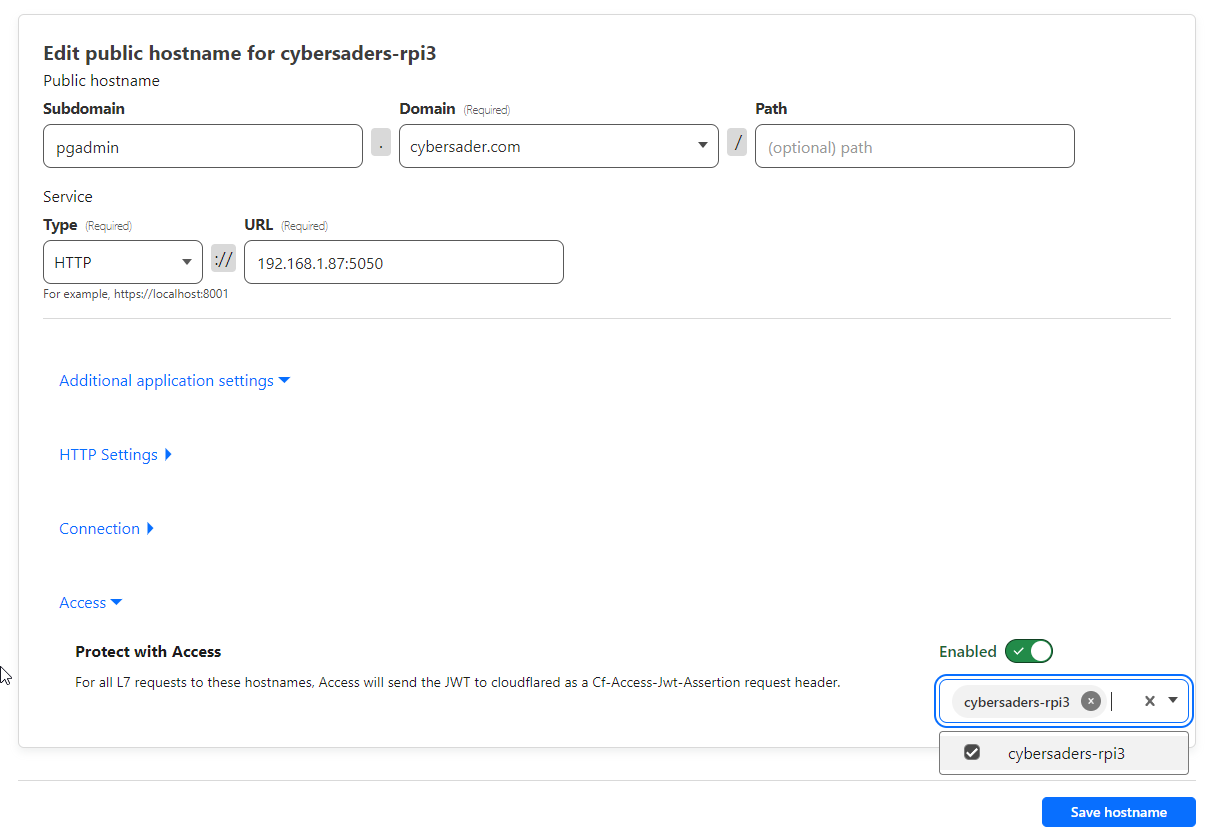 Edit public hostname for cybersaders-rpi3
Public hostname
Subdomain
Domain (Required)
Path
pgadmin
.
cybersader.com
/
(optional) path
Service
Type (Required)
URL (Required)
HTTP
://
192.168.1.87:5050
For example, https://localhost:8001
Additional application settings
HTTP Settings
Connection
Access
Protect with Access
Enabled
For all L7 requests to these hostnames, Access will send the JWT to cloudflared as a Cf-Access-Jwt-Assertion request header.
cybersaders-rpi3
cybersaders-rpi3
Save hostname